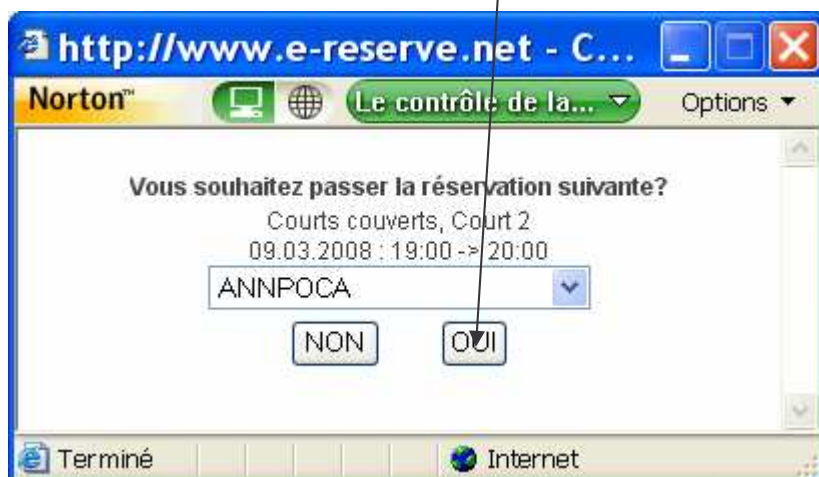 http://www.e-reserve.net - C...
Norton™ Le contrôle de la... Options
Vous souhaitez passer la réservation suivante?
Courts couverts, Court 2
09.03.2008 : 19:00 -> 20:00
ANNPOCA
NON OUI
Terminé Internet